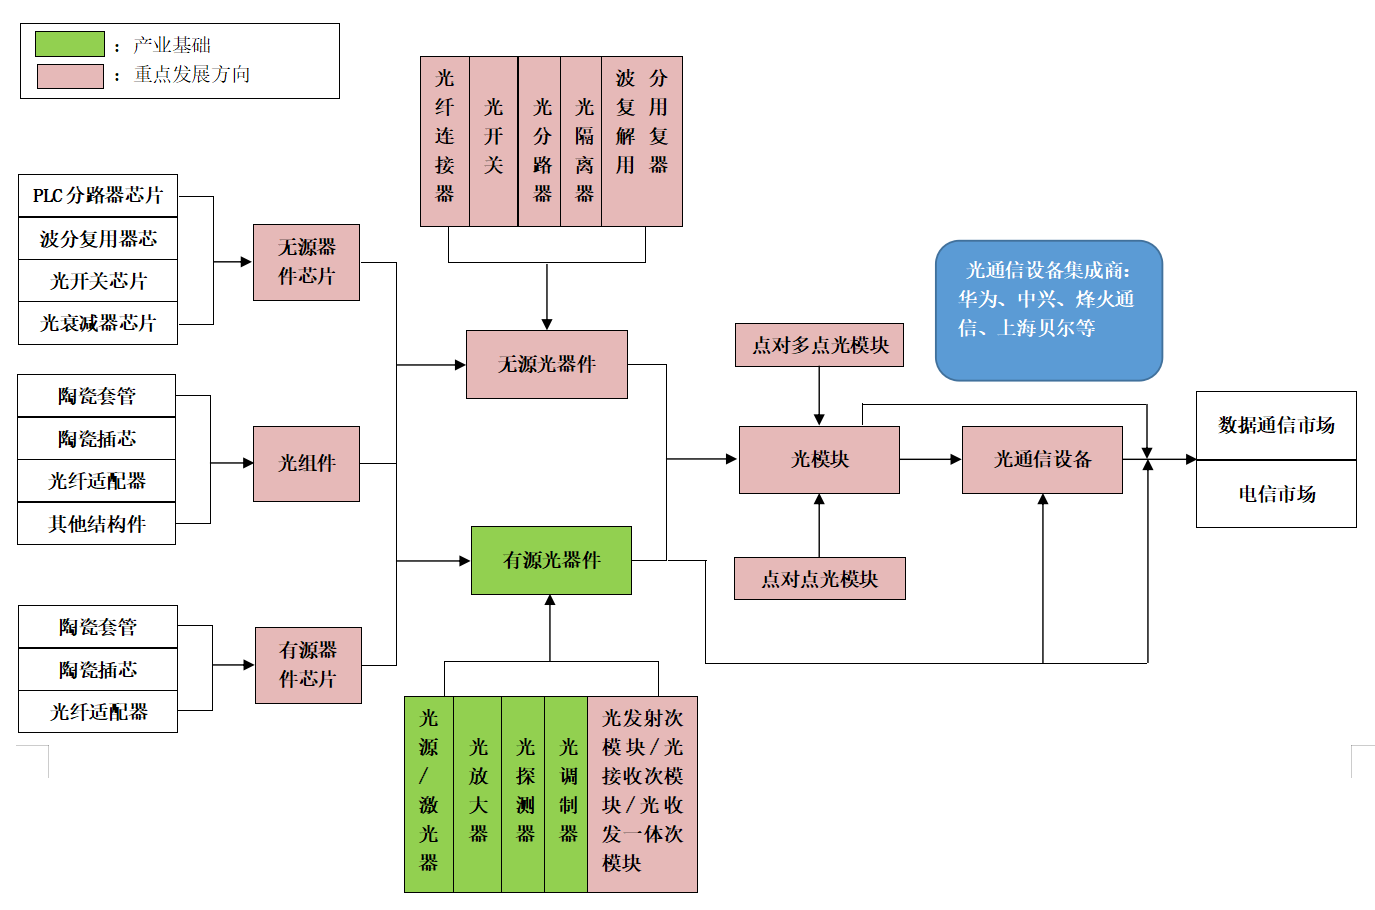 ：产业基础
：重点发展方向
光纤连接器
光开关
光分路器
光隔离器
波分
复用
解复
用器
PLC分路器芯片
波分复用器芯
光开关芯片
光衰减器芯片
无源器
件芯片
陶瓷套管
陶瓷插芯
光纤适配器
其他结构件
光组件
陶瓷套管
陶瓷插芯
光纤适配器
有源器
件芯片
无源光器件
有源光器件
光源/激光器
光放大器
光探测器
光调制器
光发射次
模块/光
接收次模
块/光收
发一体次
模块
点对多点光模块
光模块
点对点光模块
光通信设备集成商：
华为、中兴、烽火通
信、上海贝尔等
光通信设备
数据通信市场
电信市场